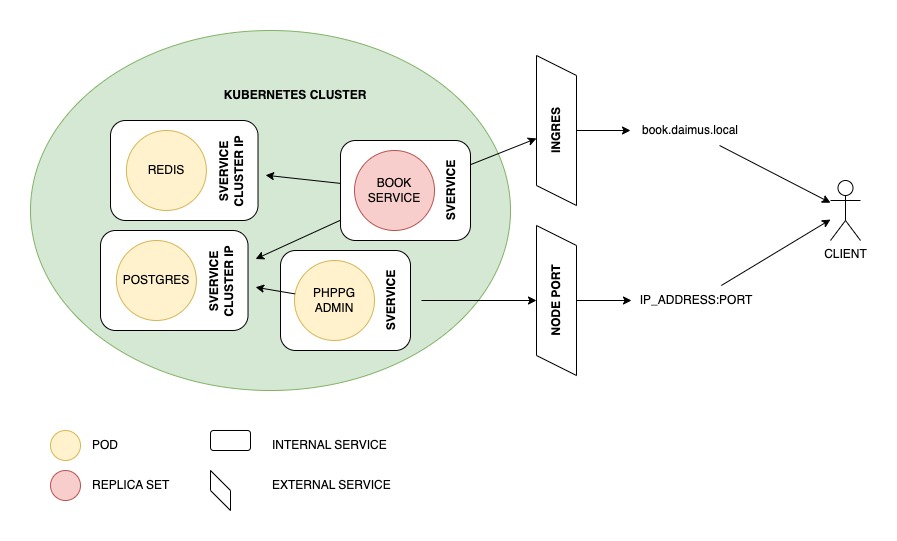 KUBERNETES CLUSTER
REDIS
SVERVICE
CLUSTER IP
BOOK
SERVICE
SVERVICE
POSTGRES
SVERVICE
CLUSTER IP
PHPPG
ADMIN
SVERVICE
INGRES
book.daimus.local
NODE PORT
IP_ADDRESS:PORT
CLIENT
POD
INTERNAL SERVICE
REPLICA SET
EXTERNAL SERVICE